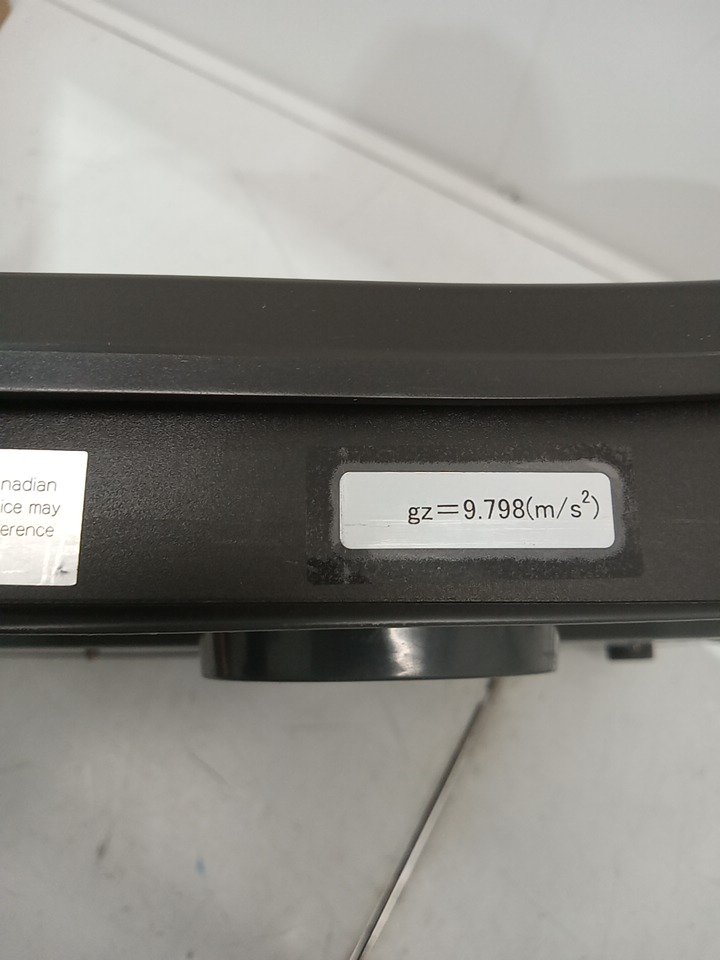 nadian
ice may
erence
gz=9.798(m/s²)